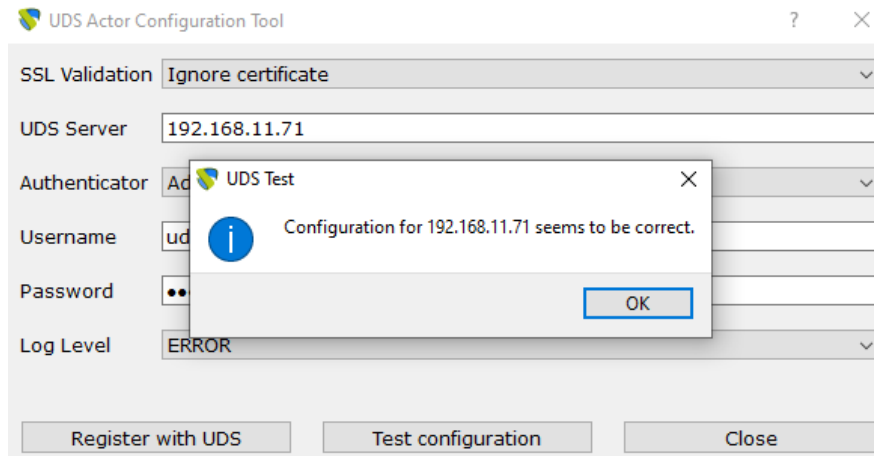 UDS Actor Configuration Tool ?
SSL Validation Ignore certificate
UDS Server 192.168.11.71
Authenticator Ad
UDS Test
Configuration for 192.168.11.71 seems to be correct.
Username ud
Password
OK
Log Level ERROR
Register with UDS Test configuration Close